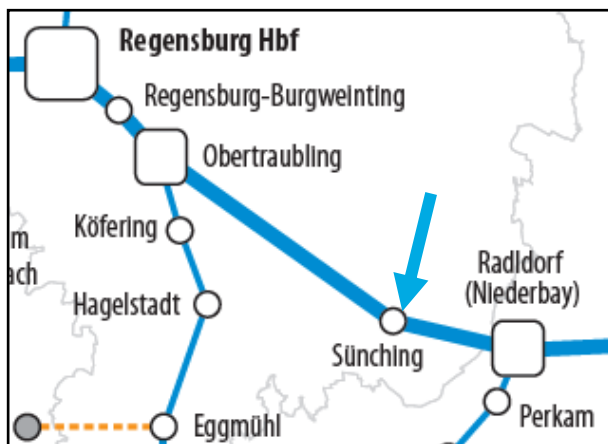 Regensburg Hbf
Regensburg-Burgweinting
Obertraubling
Köfering
Hagelstadt
Radldorf
(Niederbay)
Sünching
Perkam
Eggmühl